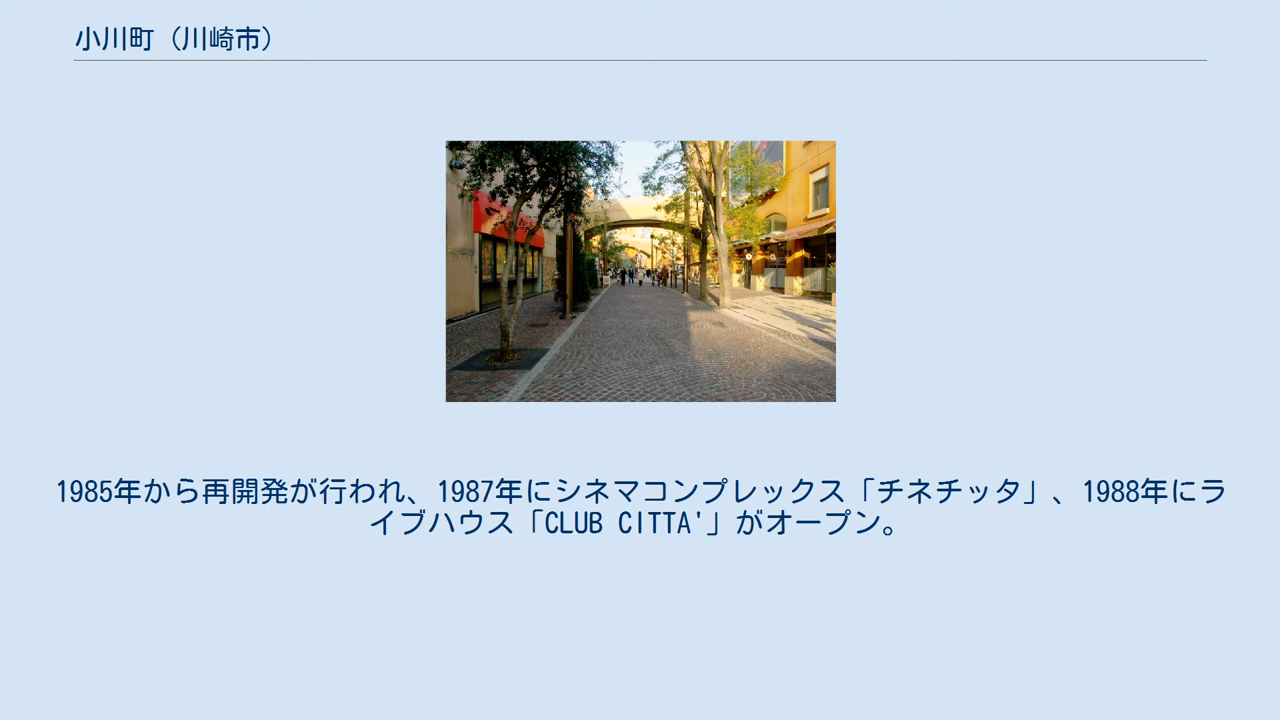 小川町（川崎市）
1985年から再開発が行われ、1987年にシネマコンプレックス「チネチッタ」、1988年にラ
イブハウス「CLUB CITTA'」がオープン。